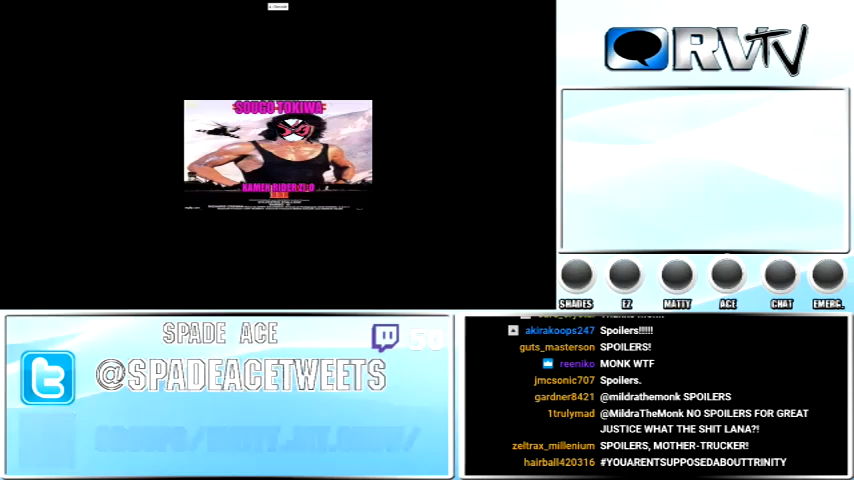 RVTV
SOUGO TOKIWA
KAMEN RIDER ZI-O
SHADES
EZ
MATTY
ACE
CHAT
EMERG.
SPADE ACE
50
@SPADEACETWEETS
akirakoops247 Spoilers!!!!!
guts_masterson SPOILERS!
reeniko MONK WTF
jmcsonic707 Spoilers.
gardner8421 @mildrathemonk SPOILERS
1trulymad @MildraTheMonk NO SPOILERS FOR GREAT
JUSTICE WHAT THE SHIT LANA?!
zeltrax_millenium SPOILERS, MOTHER-TRUCKER!
hairball420316 #YOUARENTSUPPOSEDABOUTTRINITY